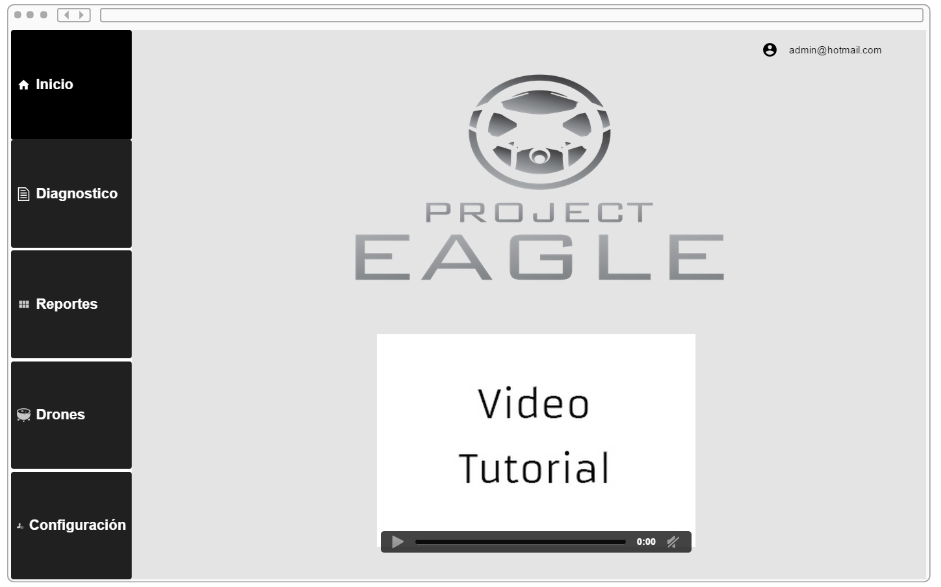 admin@hotmail.com
Inicio
Diagnostico
Reportes
Drones
Configuración
PROJECT
EAGLE
Video
Tutorial
0:00